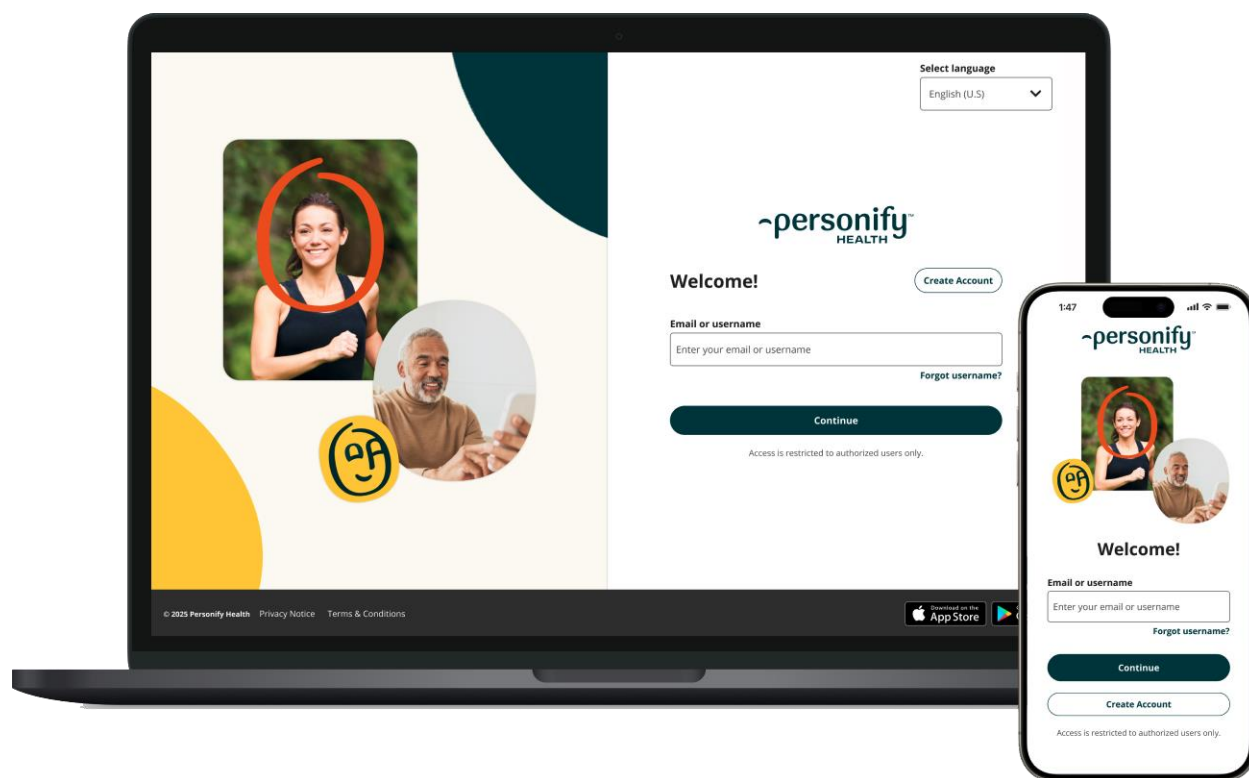 Select language
English (U.S)
personify™
HEALTH
Welcome!
Create Account
Email or username
Enter your email or username
Forgot username?
Continue
Access is restricted to authorized users only.
© 2025 Personify Health Privacy Notice Terms & Conditions
Download on the
App Store
1:47
personify™
HEALTH
Welcome!
Email or username
Enter your email or username
Forgot username?
Continue
Create Account
Access is restricted to authorized users only.